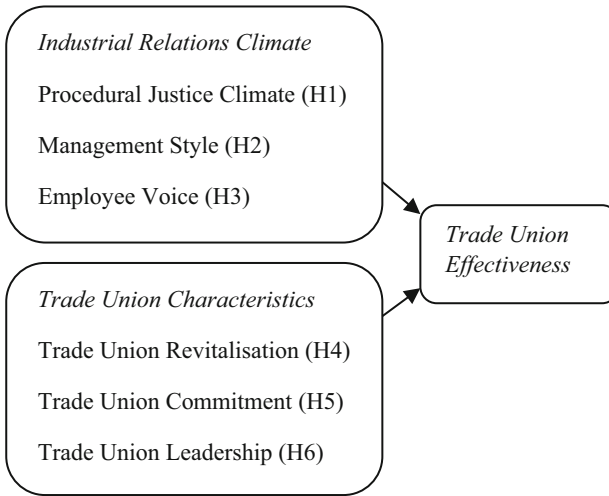 Industrial Relations Climate
Procedural Justice Climate (H1)
Management Style (H2)
Employee Voice (H3)
Trade Union
Effectiveness
Trade Union Characteristics
Trade Union Revitalisation (H4)
Trade Union Commitment (H5)
Trade Union Leadership (H6)